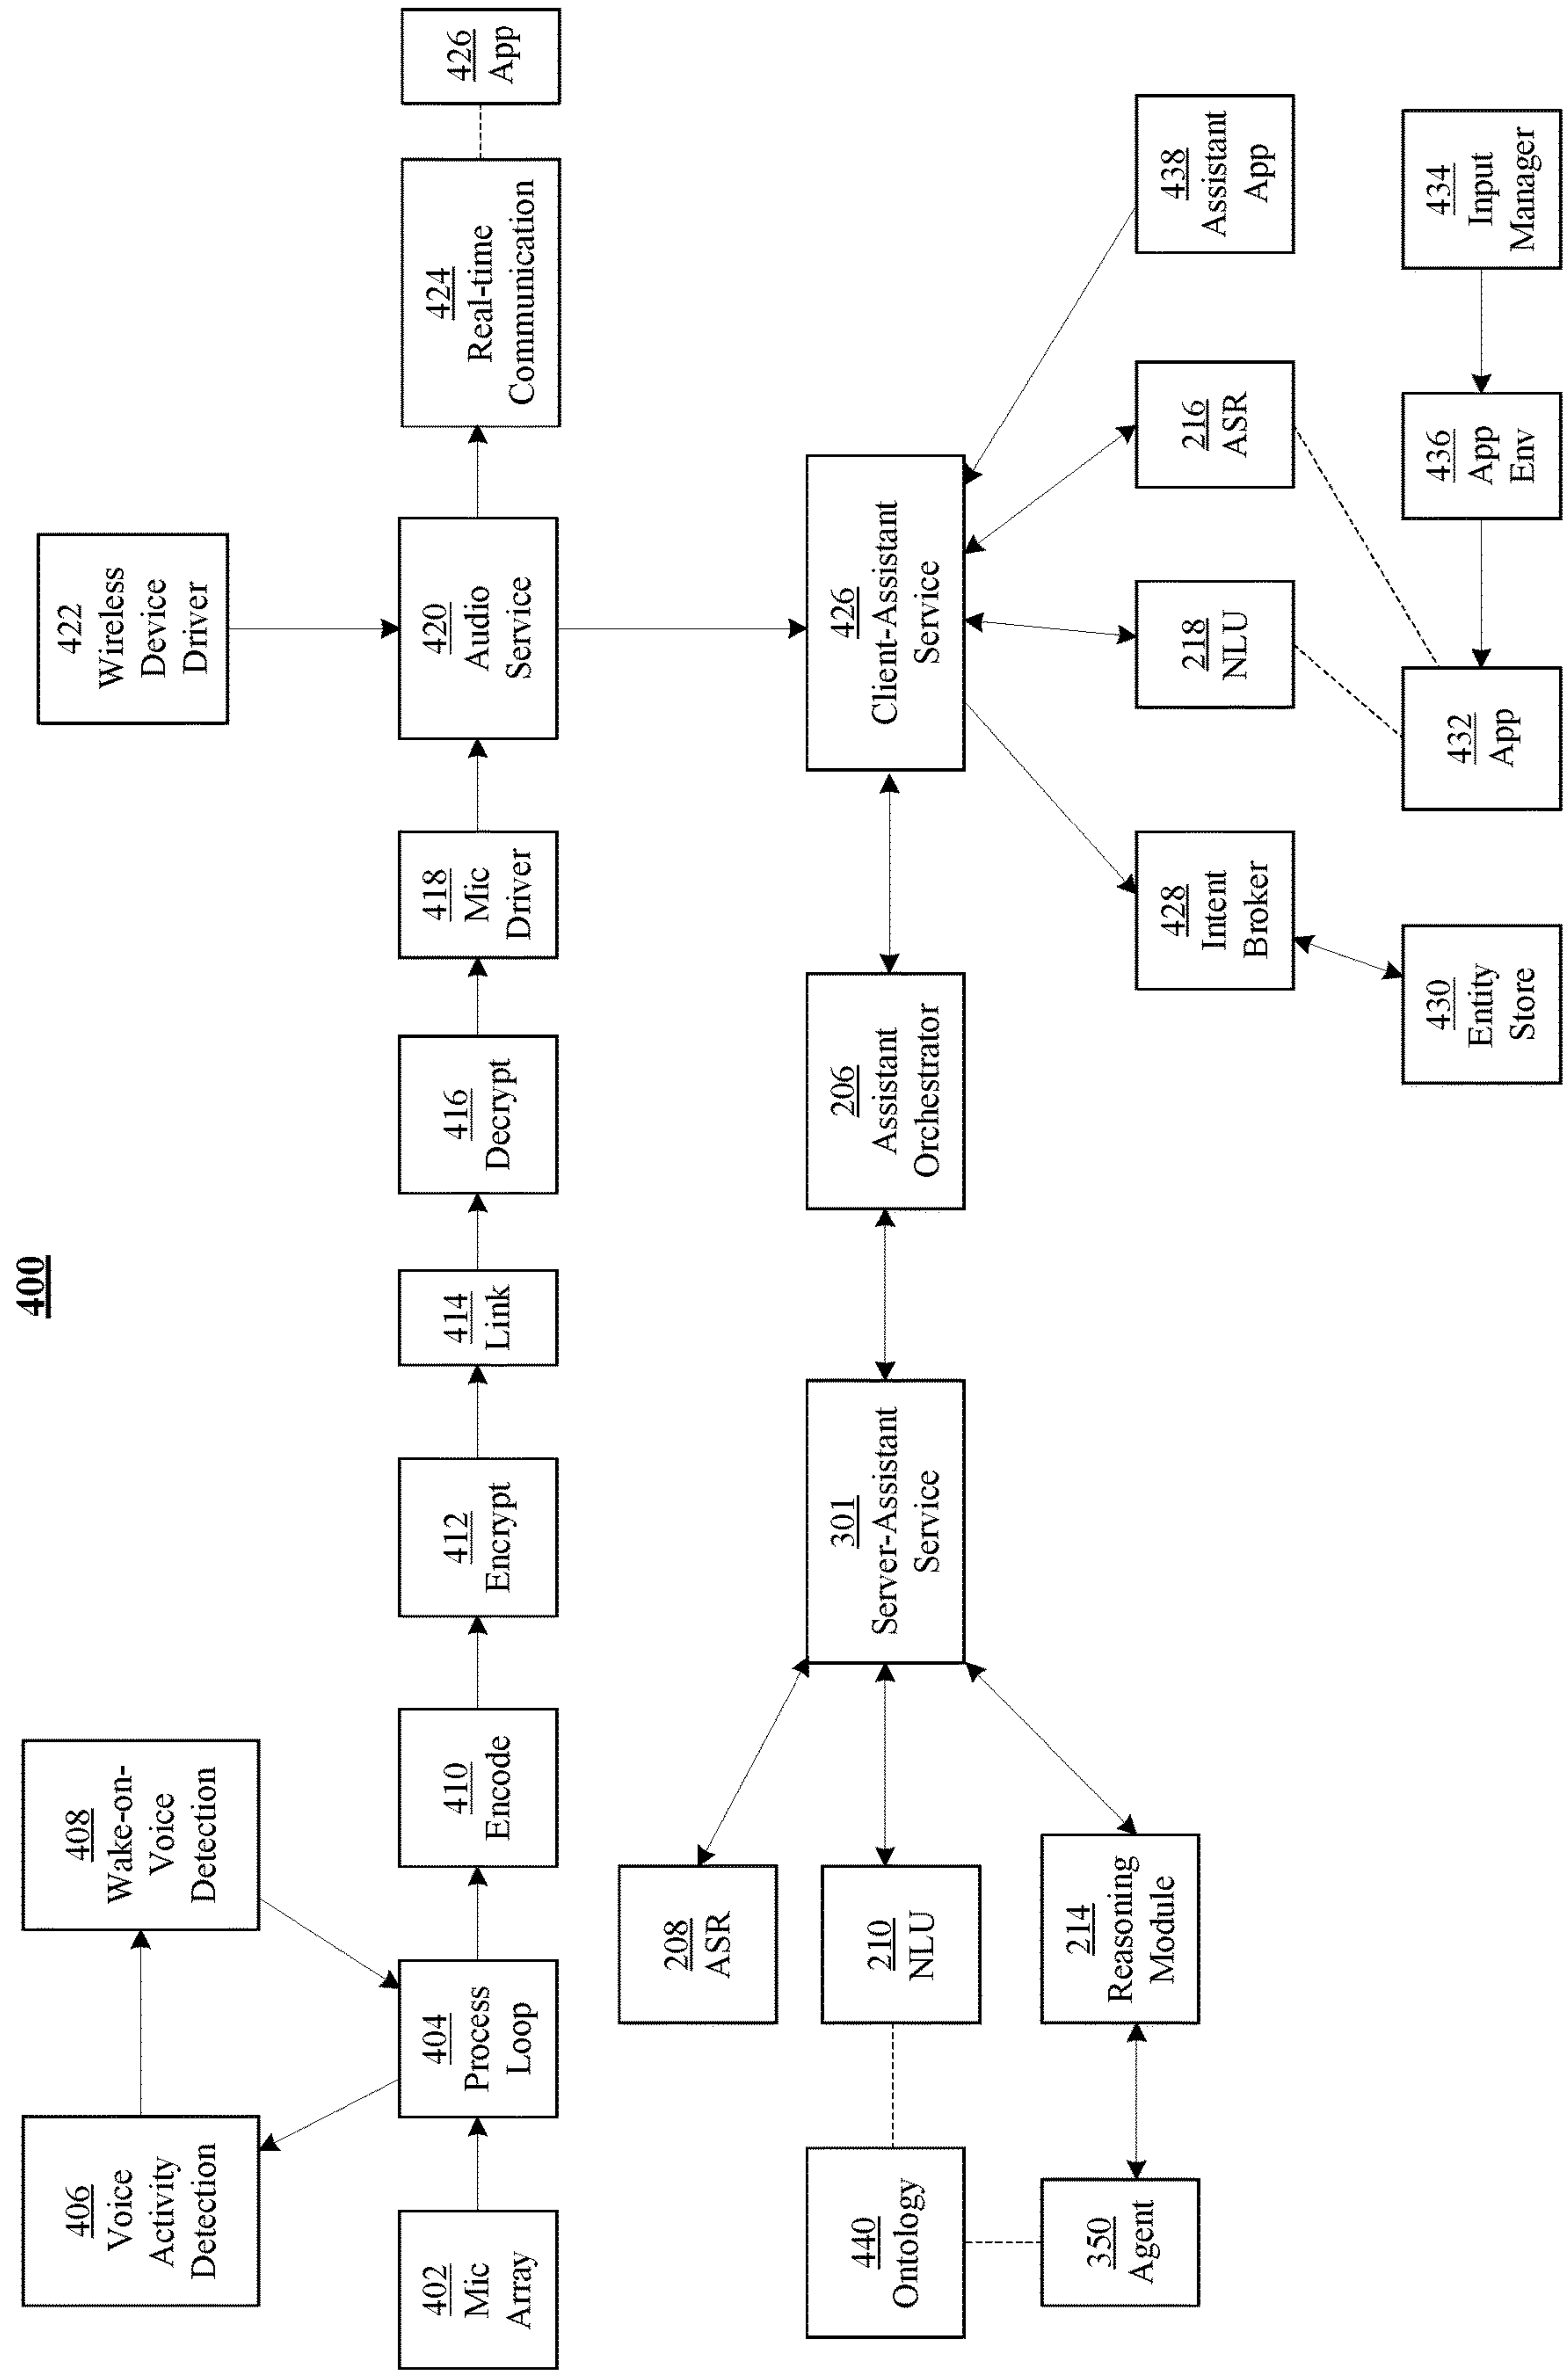 400
406
Voice
Activity
Detection
408
Wake-on-
Voice
Detection
422
Wireless
Device
Driver
402
Mic
Array
404
Process
Loop
410
Encode
412
Encrypt
414
Link
416
Decrypt
418
Mic
Driver
420
Audio
Service
424
Real-time
Communication
426
App
208
ASR
440
Ontology
210
NLU
301
Server-Assistant
Service
206
Assistant
Orchestrator
426
Client-Assistant
Service
350
Agent
214
Reasoning
Module
428
Intent
Broker
218
NLU
216
ASR
438
Assistant
App
430
Entity
Store
432
App
436
App
Env
434
Input
Manager